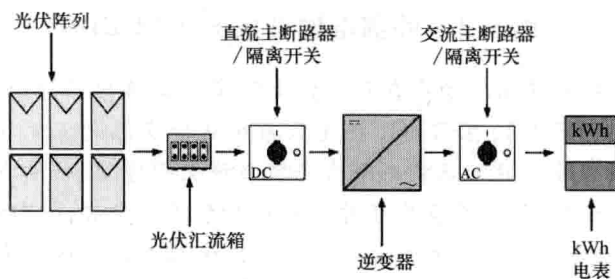 光伏阵列
直流主断路器
/隔离开关
交流主断路器
/隔离开关
DC
AC
kWh
光伏汇流箱
逆变器
kWh
电表